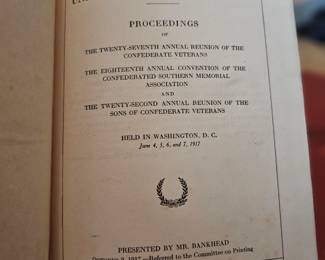 PROCEEDINGS
OF
THE TWENTY-SEVENTH ANNUAL REUNION OF THE
CONFEDERATE VETERANS
THE EIGHTEENTH ANNUAL CONVENTION OF THE
CONFEDERATED SOUTHERN MEMORIAL
ASSOCIATION
AND
THE TWENTY-SECOND ANNUAL REUNION OF THE
SONS OF CONFEDERATE VETERANS
HELD IN WASHINGTON, D. C.
June 4, 5, 6, and 7, 1917
PRESENTED BY MR. BANKHEAD
1917.—Referred to the Committee on Printing